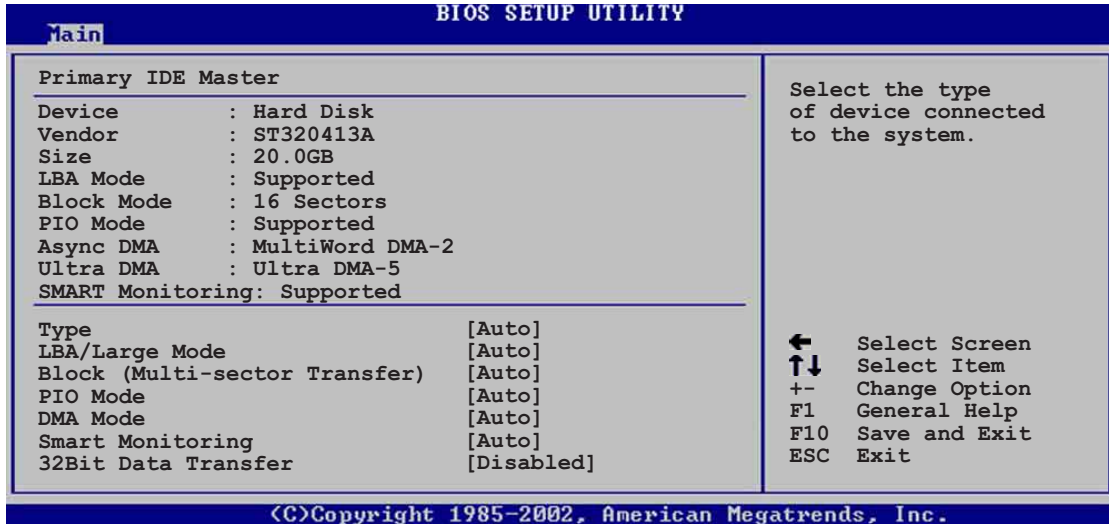 BIOS SETUP UTILITY
Main
Primary IDE Master
Device : Hard Disk
Vendor : ST320413A
Size : 20.0GB
LBA Mode : Supported
Block Mode : 16 Sectors
PIO Mode : Supported
Async DMA : MultiWord DMA-2
Ultra DMA : Ultra DMA-5
SMART Monitoring: Supported
Type [Auto]
LBA/Large Mode [Auto]
Block (Multi-sector Transfer) [Auto]
PIO Mode [Auto]
DMA Mode [Auto]
Smart Monitoring [Auto]
32Bit Data Transfer [Disabled]
Select the type
of device connected
to the system.
← Select Screen
↑↓ Select Item
+- Change Option
F1 General Help
F10 Save and Exit
ESC Exit
(C)Copyright 1985-2002, American Megatrends, Inc.